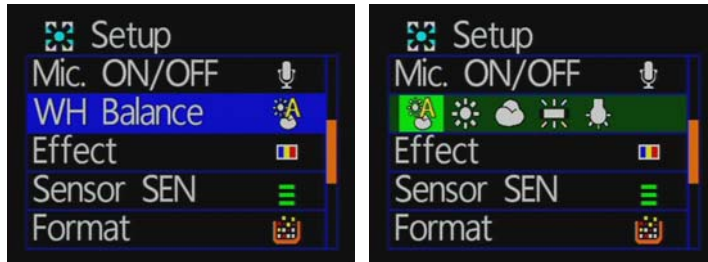 Setup
Mic. ON/OFF
WH Balance A
Effect
Sensor SEN
Format
Setup
Mic. ON/OFF
A
Effect
Sensor SEN
Format